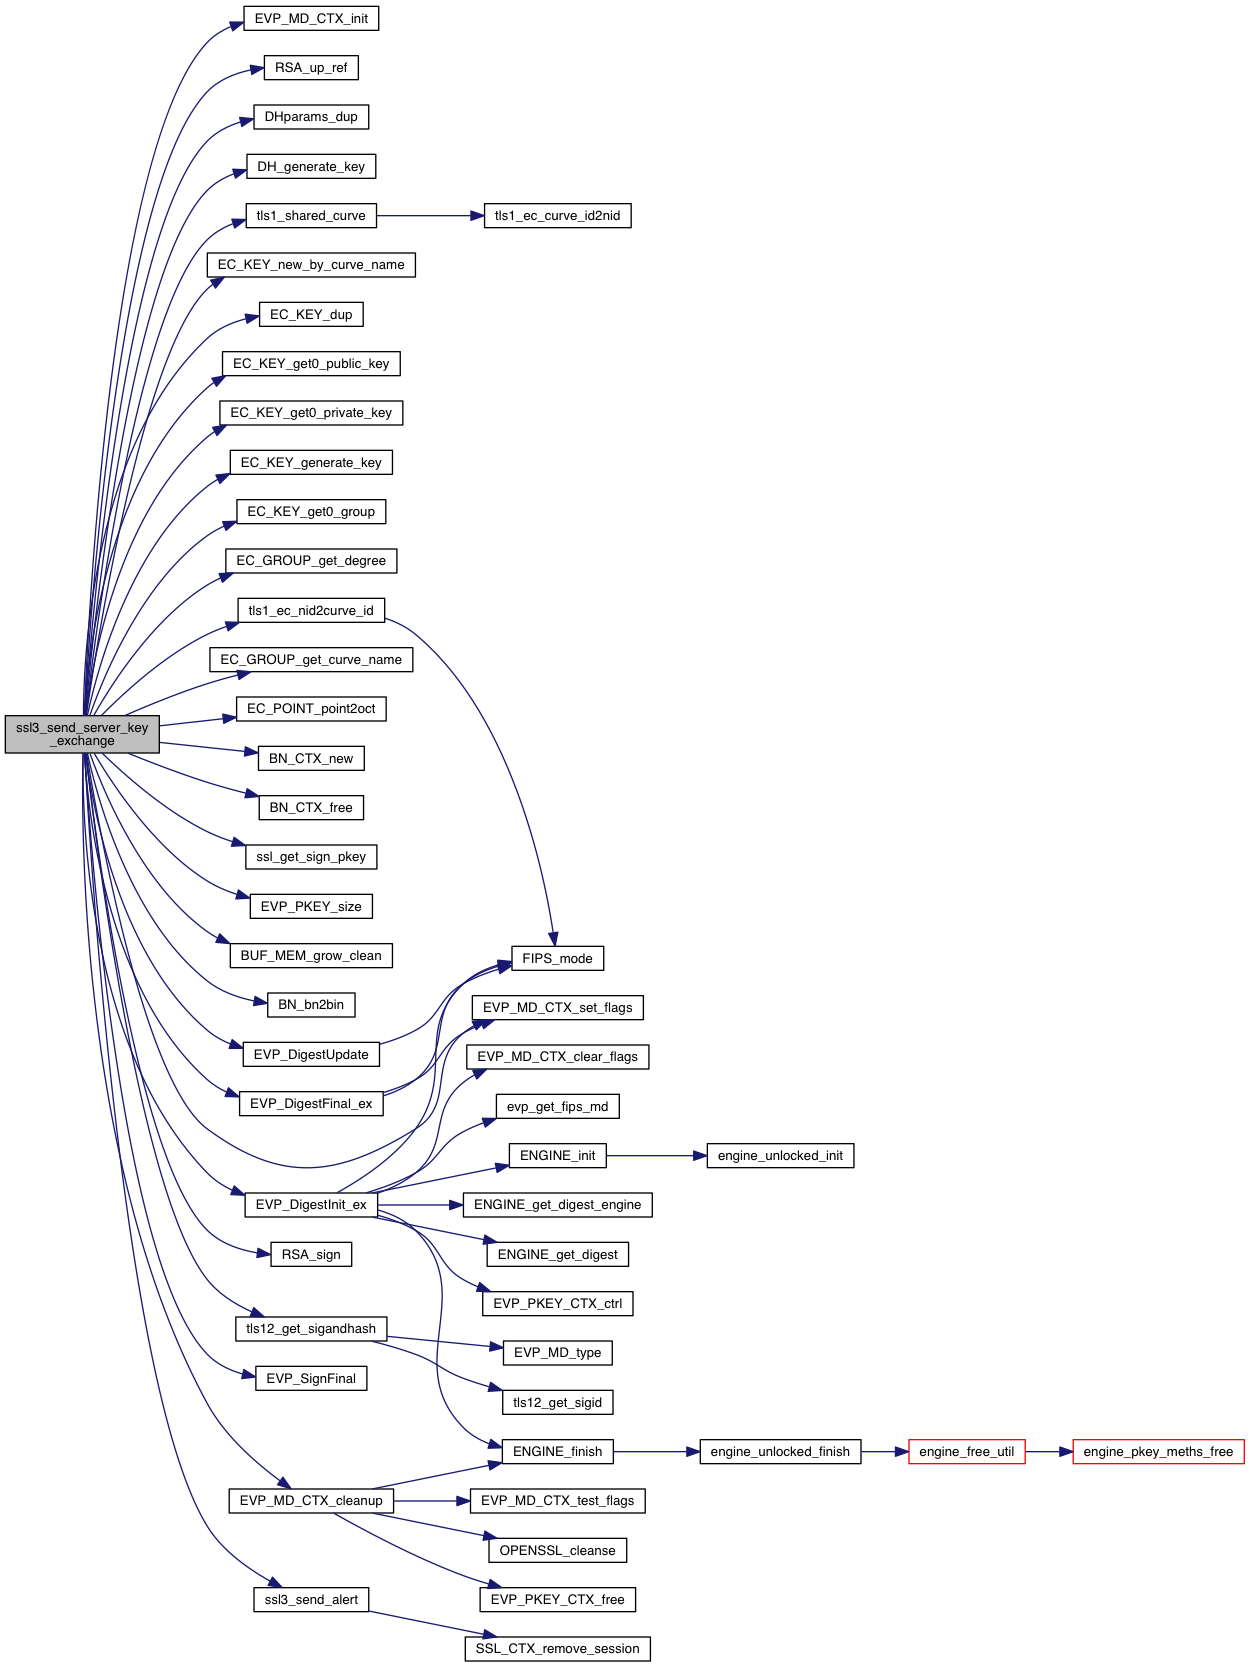 EVP_MD_CTX_init
RSA_up_ref
DHparams_dup
DH_generate_key
tls1_shared_curve
tls1_ec_curve_id2nid
EC_KEY_new_by_curve_name
EC_KEY_dup
EC_KEY_get0_public_key
EC_KEY_get0_private_key
EC_KEY_generate_key
EC_KEY_get0_group
EC_GROUP_get_degree
tls1_ec_nid2curve_id
EC_GROUP_get_curve_name
EC_POINT_point2oct
ssl3_send_server_key
_exchange
BN_CTX_new
BN_CTX_free
ssl_get_sign_pkey
EVP_PKEY_size
BUF_MEM_grow_clean
FIPS_mode
BN_bn2bin
EVP_MD_CTX_set_flags
EVP_DigestUpdate
EVP_MD_CTX_clear_flags
EVP_DigestFinal_ex
evp_get_fips_md
ENGINE_init
engine_unlocked_init
EVP_DigestInit_ex
ENGINE_get_digest_engine
RSA_sign
ENGINE_get_digest
EVP_PKEY_CTX_ctrl
tls12_get_sigandhash
EVP_MD_type
EVP_SignFinal
tls12_get_sigid
ENGINE_finish
engine_unlocked_finish
engine_free_util
engine_pkey_meths_free
EVP_MD_CTX_cleanup
EVP_MD_CTX_test_flags
OPENSSL_cleanse
ssl3_send_alert
EVP_PKEY_CTX_free
SSL_CTX_remove_session